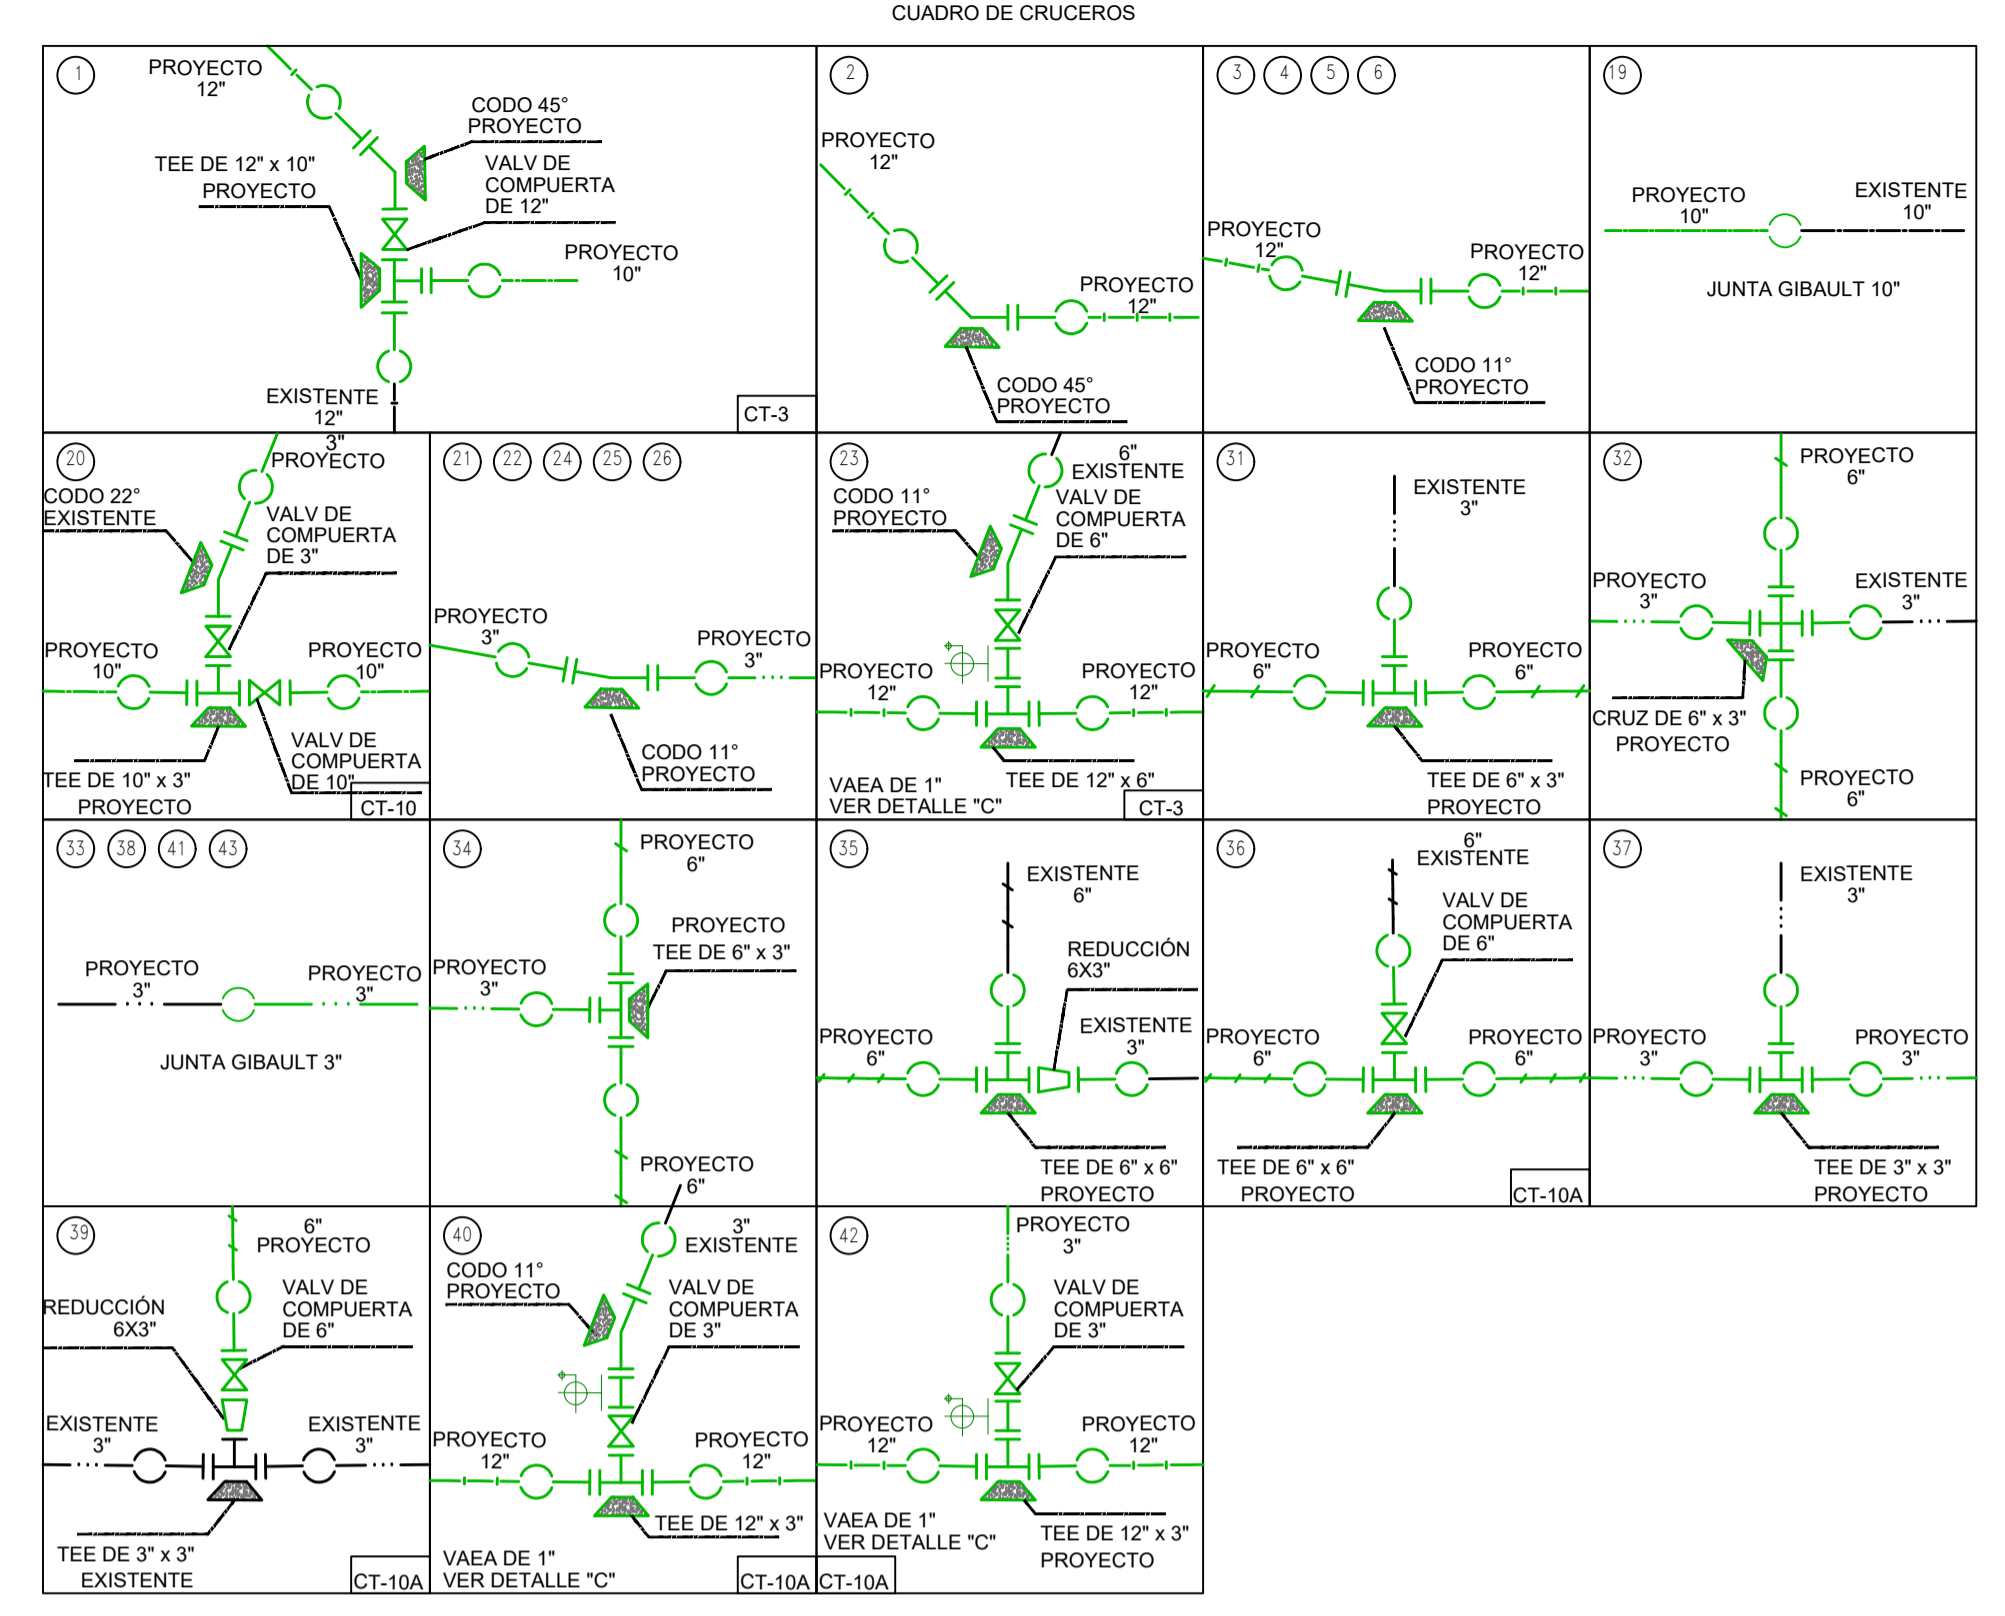 CUADRO DE CRUCEROS
1
PROYECTO
12"
CODO 45°
PROYECTO
TEE DE 12" x 10"
PROYECTO
VALV DE
COMPUERTA
DE 12"
PROYECTO
10"
EXISTENTE
12"
CT-3
2
PROYECTO
12"
PROYECTO
12"
CODO 45°
PROYECTO
3 4 5 6
PROYECTO
12"
PROYECTO
12"
CODO 11°
PROYECTO
19
PROYECTO
10"
EXISTENTE
10"
JUNTA GIBAULT 10"
20
3"
PROYECTO
CODO 22°
EXISTENTE
VALV DE
COMPUERTA
DE 3"
PROYECTO
10"
PROYECTO
10"
VALV DE
COMPUERTA
DE 10"
TEE DE 10" x 3"
PROYECTO
CT-10
21 22 24 25 26
PROYECTO
3"
PROYECTO
3"
CODO 11°
PROYECTO
23
6"
EXISTENTE
CODO 11°
PROYECTO
VALV DE
COMPUERTA
DE 6"
PROYECTO
12"
PROYECTO
12"
TEE DE 12" x 6"
VAEA DE 1"
VER DETALLE "C"
CT-3
31
EXISTENTE
3"
PROYECTO
6"
PROYECTO
6"
TEE DE 6" x 3"
PROYECTO
32
PROYECTO
6"
PROYECTO
3"
EXISTENTE
3"
CRUZ DE 6" x 3"
PROYECTO
PROYECTO
6"
33 38 41 43
PROYECTO
3"
PROYECTO
3"
JUNTA GIBAULT 3"
34
PROYECTO
6"
PROYECTO
TEE DE 6" x 3"
PROYECTO
3"
PROYECTO
6"
35
EXISTENTE
6"
REDUCCIÓN
6X3"
EXISTENTE
3"
PROYECTO
6"
TEE DE 6" x 6"
PROYECTO
36
6"
EXISTENTE
VALV DE
COMPUERTA
DE 6"
PROYECTO
6"
PROYECTO
6"
TEE DE 6" x 6"
PROYECTO
CT-10A
37
EXISTENTE
3"
PROYECTO
3"
PROYECTO
3"
TEE DE 3" x 3"
PROYECTO
39
6"
PROYECTO
REDUCCIÓN
6X3"
VALV DE
COMPUERTA
DE 6"
EXISTENTE
3"
EXISTENTE
3"
TEE DE 3" x 3"
EXISTENTE
CT-10A
40
3"
EXISTENTE
CODO 11°
PROYECTO
VALV DE
COMPUERTA
DE 3"
PROYECTO
12"
PROYECTO
12"
TEE DE 12" x 3"
VAEA DE 1"
VER DETALLE "C"
CT-10A
42
PROYECTO
3"
VALV DE
COMPUERTA
DE 3"
PROYECTO
12"
PROYECTO
12"
VAEA DE 1"
VER DETALLE "C"
TEE DE 12" x 3"
PROYECTO
CT-10A